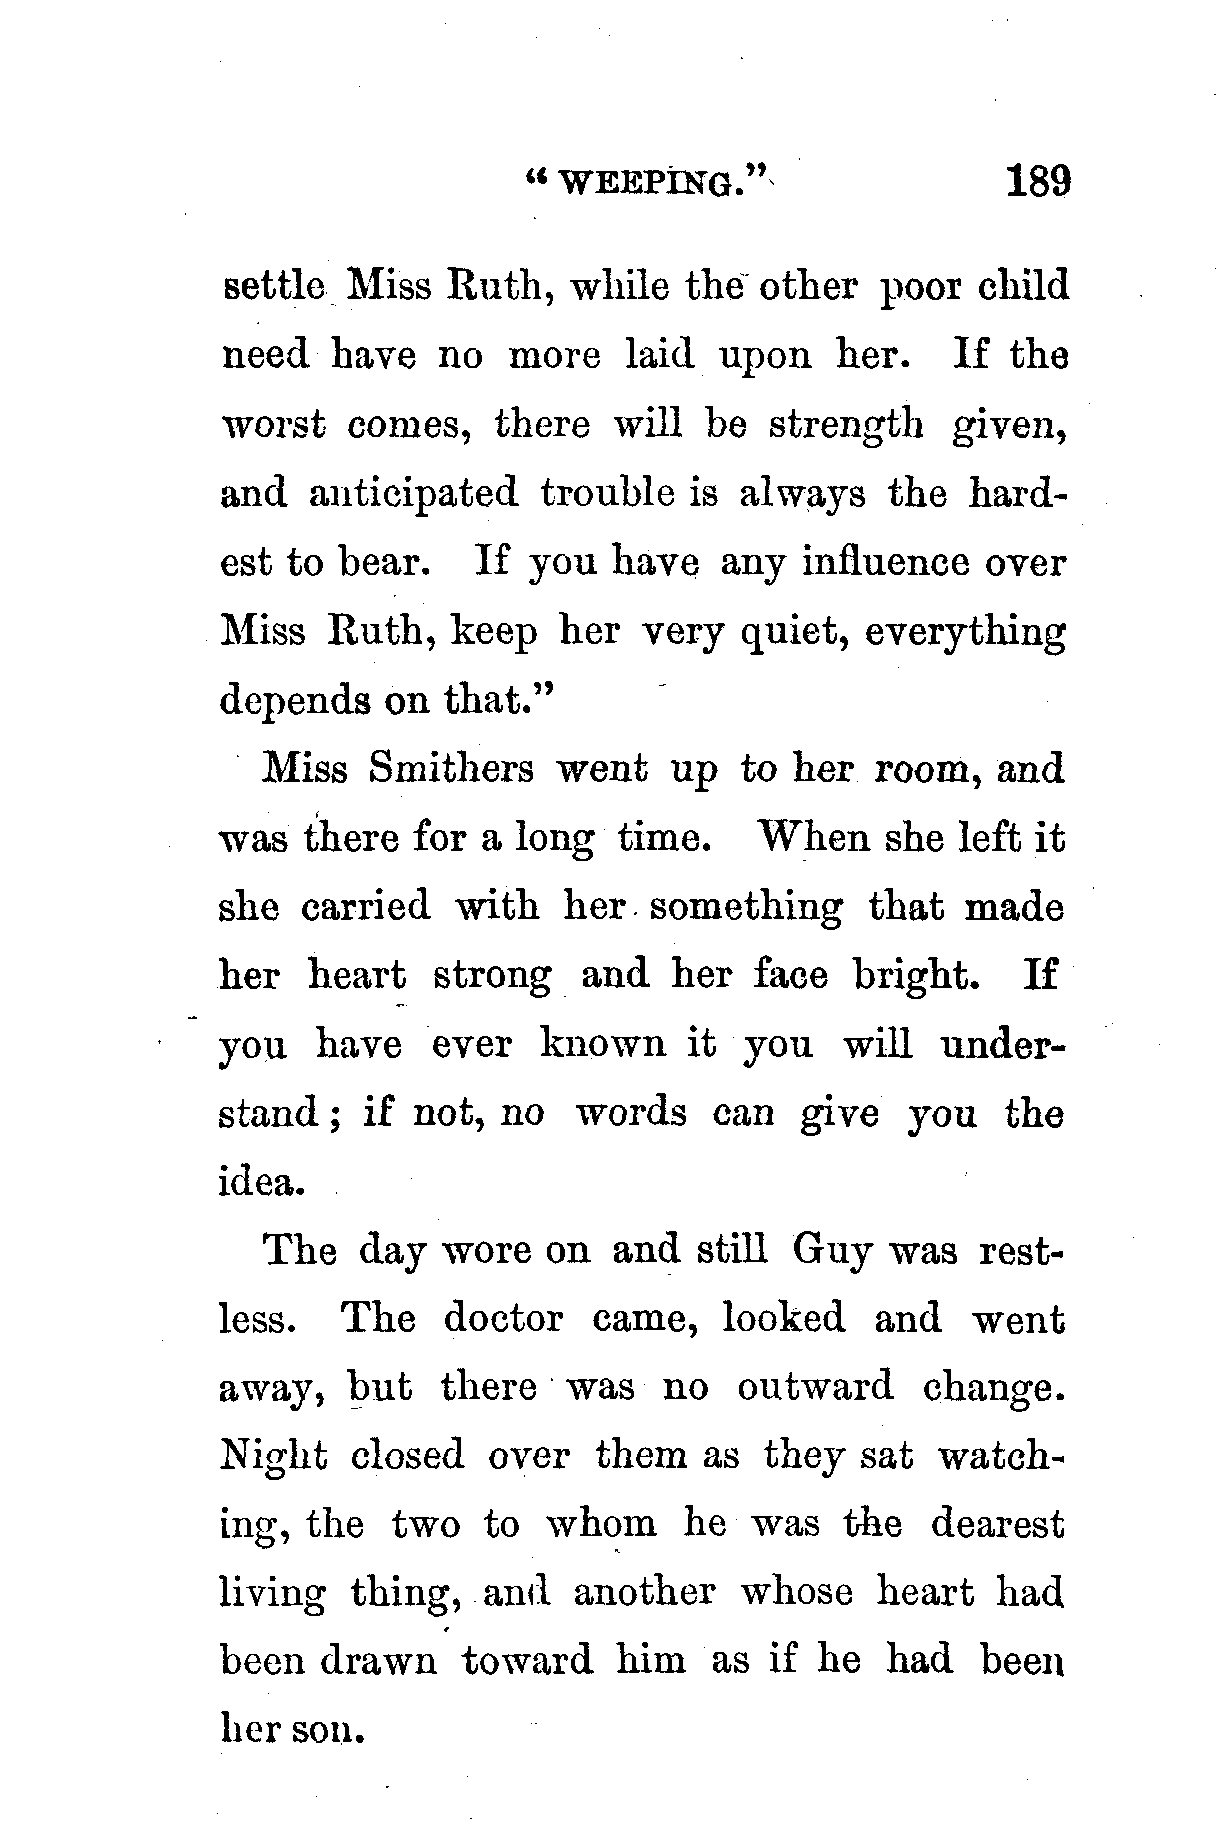 “ WEEPING.” 189
settle Miss Ruth, while the other poor child
need have no more laid upon her. If the
worst comes, there will be strength given,
and anticipated trouble is always the hard-
est to bear. If you have any influence over
Miss Ruth, keep her very quiet, everything
depends on that.”
Miss Smithers went up to her room, and
was there for a long time. When she left it
she carried with her something that made
her heart strong and her face bright. If
you have ever known it you will under-
stand ; if not, no words can give you the
idea.
The day wore on and still Guy was rest-
less. The doctor came, looked and went
away, but there was no outward change.
Night closed over them as they sat watch-
ing, the two to whom he was the dearest
living thing, and another whose heart had
been drawn toward him as if he had been
her son.